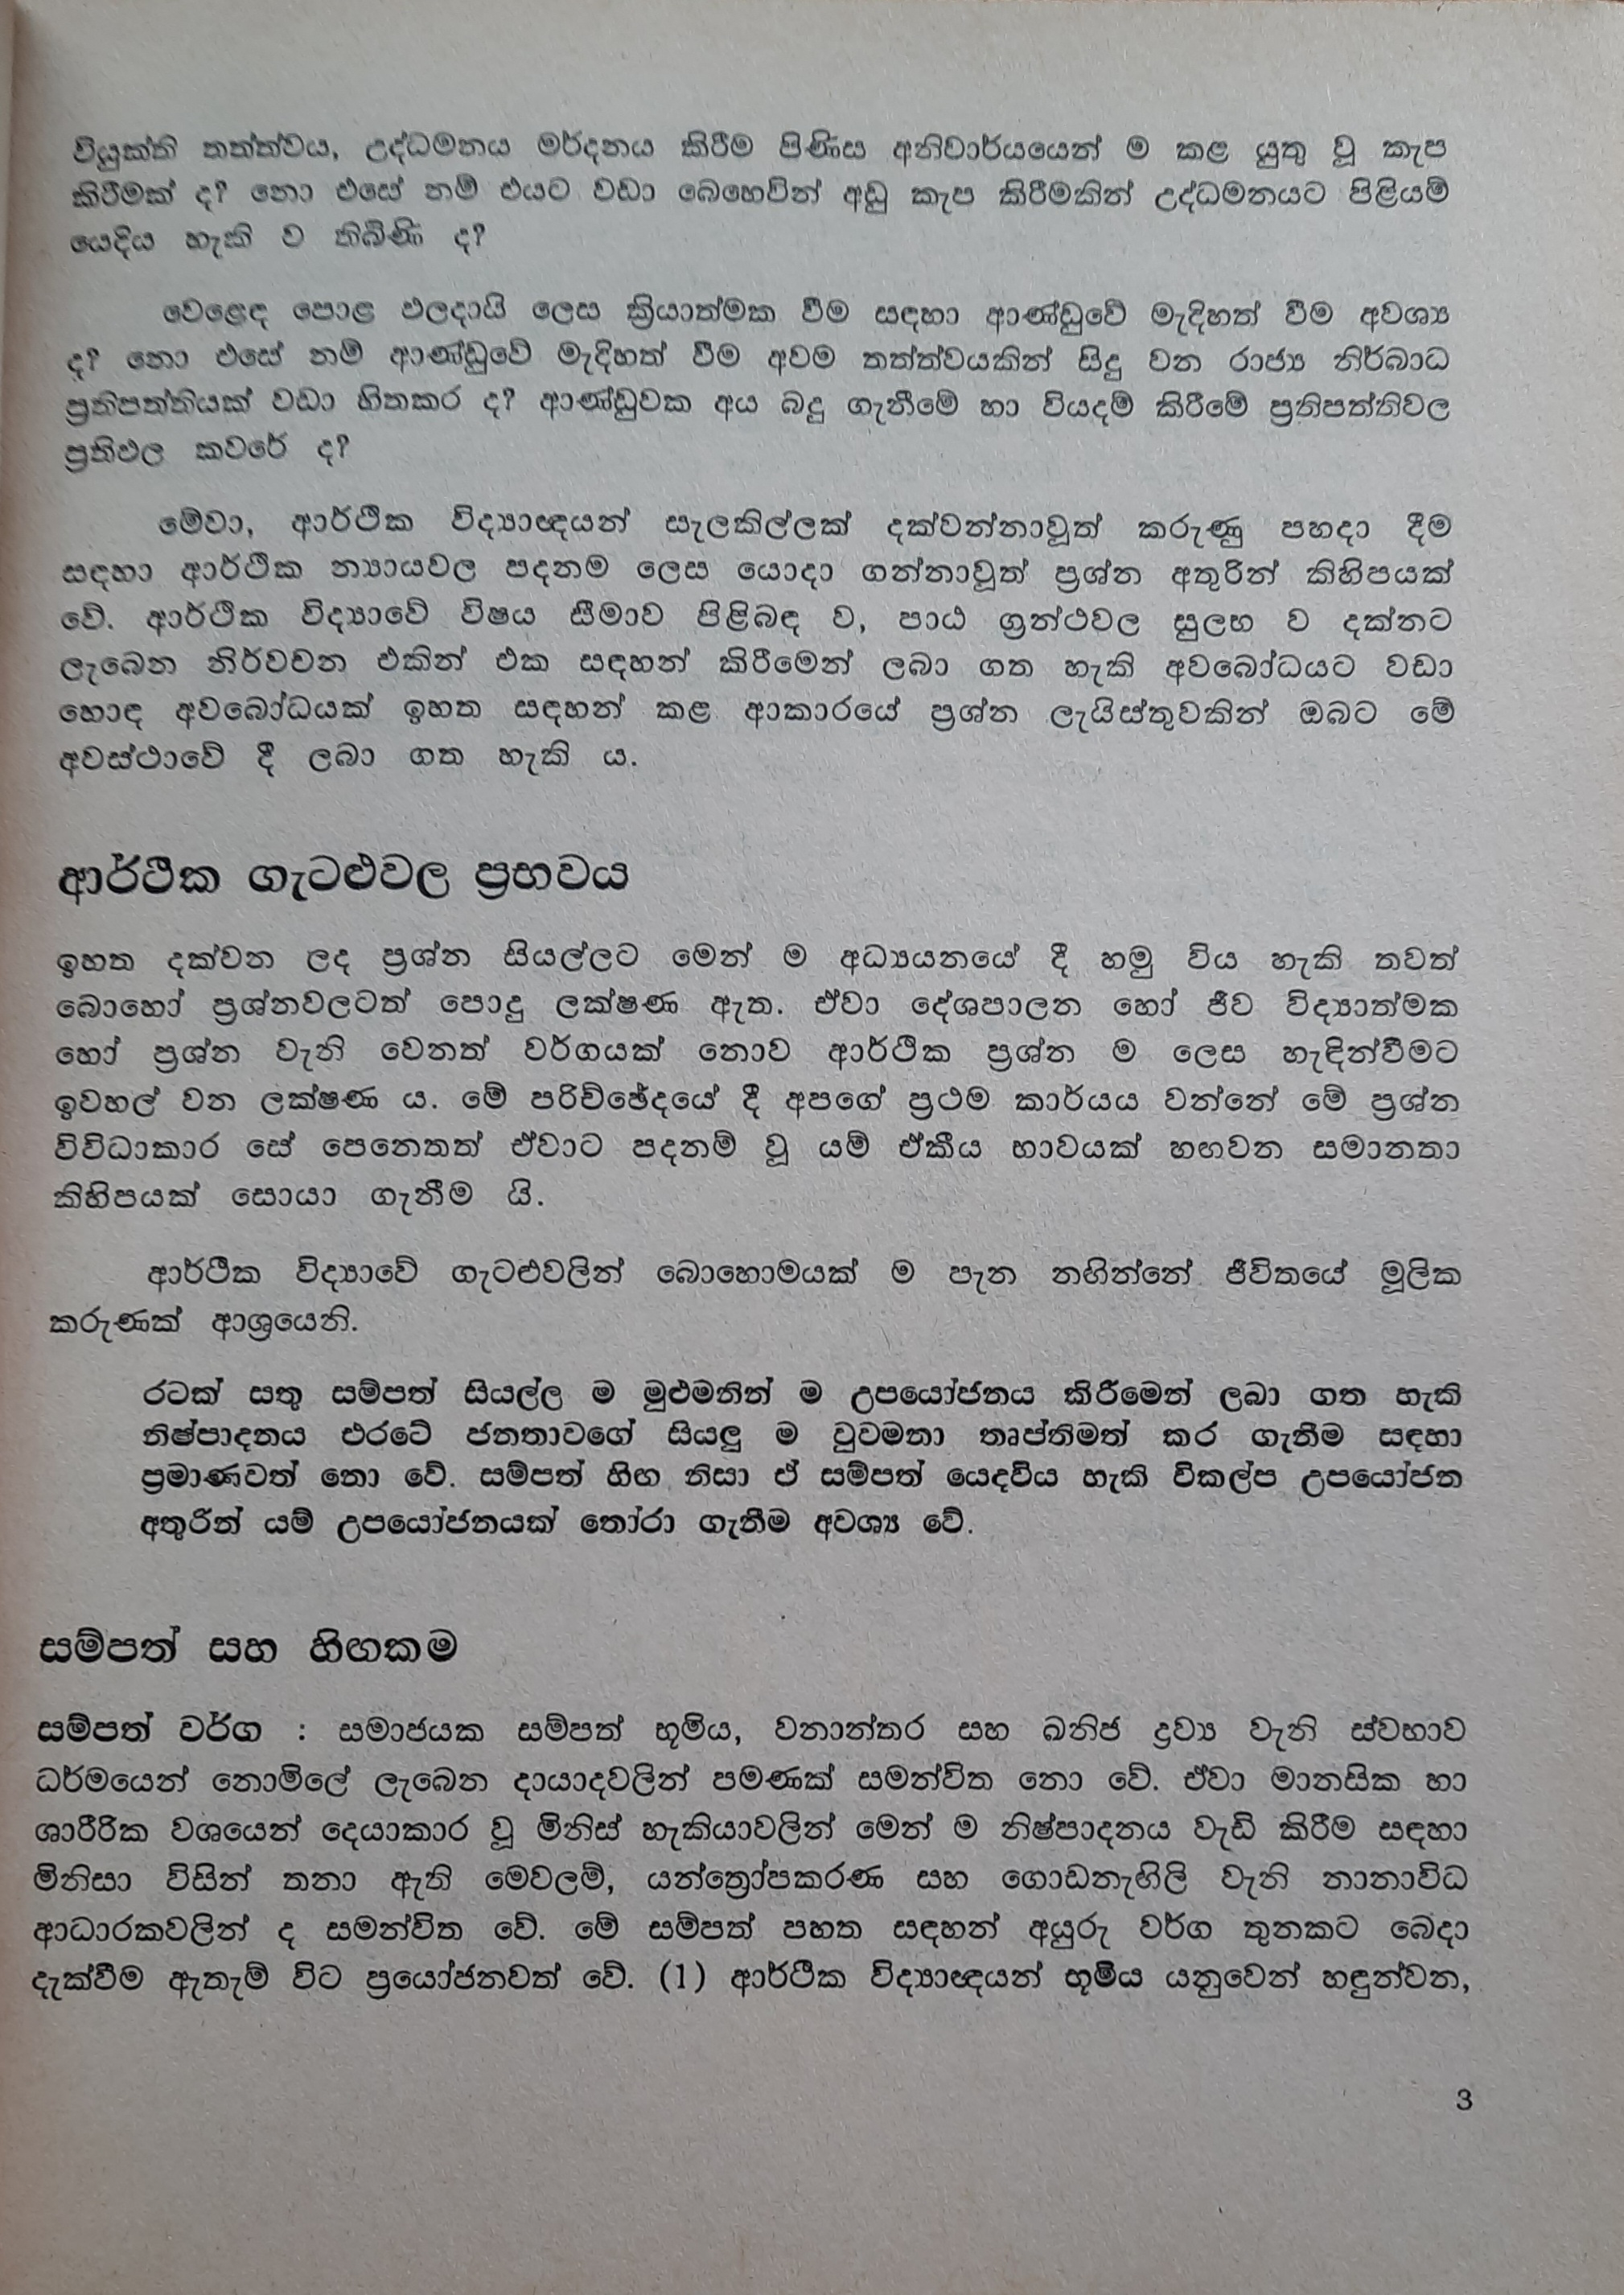 වියුක්ති තත්ත්වය, උද්ධමනය මර්දනය කිරීම පිණිස අනිවාර්යයෙන් ම කළ යුතු වූ කැප
කිරීමක් ද? නො එසේ නම් එයට වඩා බෙහෙවින් අඩු කැප කිරීමකින් උද්ධමනයට පිළියම්
යෙදිය හැකි ව තිබිණි ද?
වෙළෙඳ පොළ ඵලදායි ලෙස ක්‍රියාත්මක වීම සඳහා ආණ්ඩුවේ මැදිහත් වීම අවශ්‍ය
ද? නො එසේ නම් ආණ්ඩුවේ මැදිහත් වීම අවම තත්ත්වයකින් සිදු වන රාජ්‍ය නිර්බාධ
ප්‍රතිපත්තියක් වඩා හිතකර ද? ආණ්ඩුවක අය බදු ගැනීමේ හා වියදම් කිරීමේ ප්‍රතිපත්තිවල
ප්‍රතිඵල කවරේ ද?
මේවා, ආර්ථික විද්‍යාඥයන් සැලකිල්ලක් දක්වන්නාවූත් කරුණු පහදා දීම
සඳහා ආර්ථික න්‍යායවල පදනම ලෙස යොදා ගන්නාවූත් ප්‍රශ්න අතුරින් කිහිපයක්
වේ. ආර්ථික විද්‍යාවේ විෂය සීමාව පිළිබඳ ව, පාඨ ග්‍රන්ථවල සුලභ ව දක්නට
ලැබෙන නිර්වචන එකින් එක සඳහන් කිරීමෙන් ලබා ගත හැකි අවබෝධයට වඩා
හොඳ අවබෝධයක් ඉහත සඳහන් කළ ආකාරයේ ප්‍රශ්න ලැයිස්තුවකින් ඔබට මේ
අවස්ථාවේ දී ලබා ගත හැකි ය.
ආර්ථික ගැටළුවල ප්‍රභවය
ඉහත දක්වන ලද ප්‍රශ්න සියල්ලට මෙන් ම අධ්‍යයනයේ දී හමු විය හැකි තවත්
බොහෝ ප්‍රශ්නවලටත් පොදු ලක්ෂණ ඇත. ඒවා දේශපාලන හෝ ජීව විද්‍යාත්මක
හෝ ප්‍රශ්න වැනි වෙනත් වර්ගයක් නොව ආර්ථික ප්‍රශ්න ම ලෙස හැඳින්වීමට
ඉවහල් වන ලක්ෂණ ය. මේ පරිච්ඡේදයේ දී අපගේ ප්‍රථම කාර්යය වන්නේ මේ ප්‍රශ්න
විවිධාකාර සේ පෙනෙතත් ඒවාට පදනම් වූ යම් ඒකීය භාවයක් හඟවන සමානතා
කිහිපයක් සොයා ගැනීම යි.
ආර්ථික විද්‍යාවේ ගැටළුවලින් බොහොමයක් ම පැන නඟින්නේ ජීවිතයේ මූලික
කරුණක් ආශ්‍රයෙනි.
රටක් සතු සම්පත් සියල්ල ම මුළුමනින් ම උපයෝජනය කිරීමෙන් ලබා ගත හැකි
නිෂ්පාදනය එරටේ ජනතාවගේ සියලු ම වුවමනා තෘප්තිමත් කර ගැනීම සඳහා
ප්‍රමාණවත් නො වේ. සම්පත් හිඟ නිසා ඒ සම්පත් යෙදවිය හැකි විකල්ප උපයෝජන
අතුරින් යම් උපයෝජනයක් තෝරා ගැනීම අවශ්‍ය වේ.
සම්පත් සහ හිඟකම
සම්පත් වර්ග : සමාජයක සම්පත් භූමිය, වනාන්තර සහ ඛනිජ ද්‍රව්‍ය වැනි ස්වභාව
ධර්මයෙන් නොමිලේ ලැබෙන දායාදවලින් පමණක් සමන්විත නො වේ. ඒවා මානසික හා
ශාරීරික වශයෙන් දෙයාකාර වූ මිනිස් හැකියාවලින් මෙන් ම නිෂ්පාදනය වැඩි කිරීම සඳහා
මිනිසා විසින් තනා ඇති මෙවලම්, යන්ත්‍රෝපකරණ සහ ගොඩනැඟිලි වැනි නානාවිධ
ආධාරකවලින් ද සමන්විත වේ. මේ සම්පත් පහත සඳහන් අයුරු වර්ග තුනකට බෙදා
දැක්වීම ඇතැම් විට ප්‍රයෝජනවත් වේ. (1) ආර්ථික විද්‍යාඥයන් භූමිය යනුවෙන් හඳුන්වන,
3